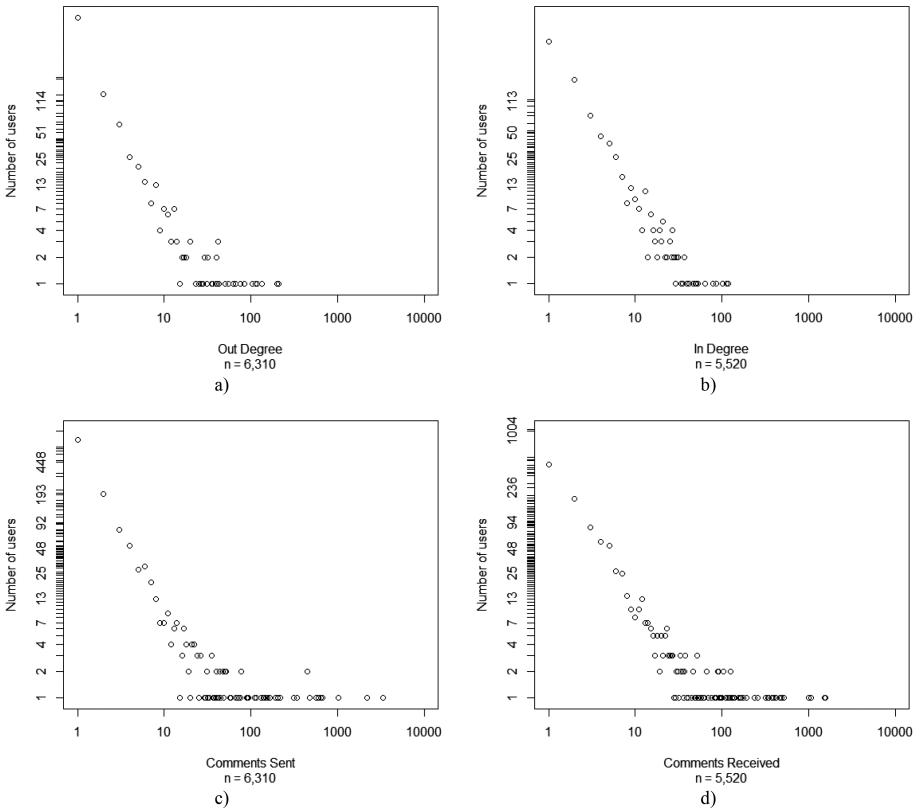 Number of users
114
51
25
13
7
4
2
1
1 10 100 1000 10000
Out Degree
n = 6,310
a)
Number of users
113
50
25
13
7
4
2
1
1 10 100 1000 10000
In Degree
n = 5,520
b)
Number of users
448
193
92
48
25
13
7
4
2
1
1 10 100 1000 10000
Comments Sent
n = 6,310
c)
Number of users
1004
236
94
48
25
13
7
4
2
1
1 10 100 1000 10000
Comments Received
n = 5,520
d)